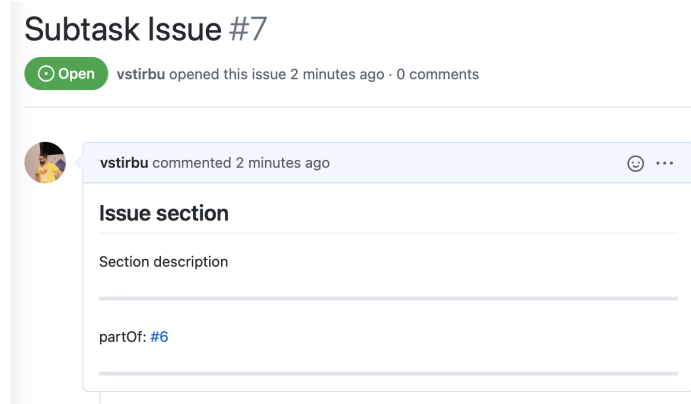 Subtask Issue #7
Open vstirbu opened this issue 2 minutes ago · 0 comments
vstirbu commented 2 minutes ago
Issue section
Section description
partOf: #6